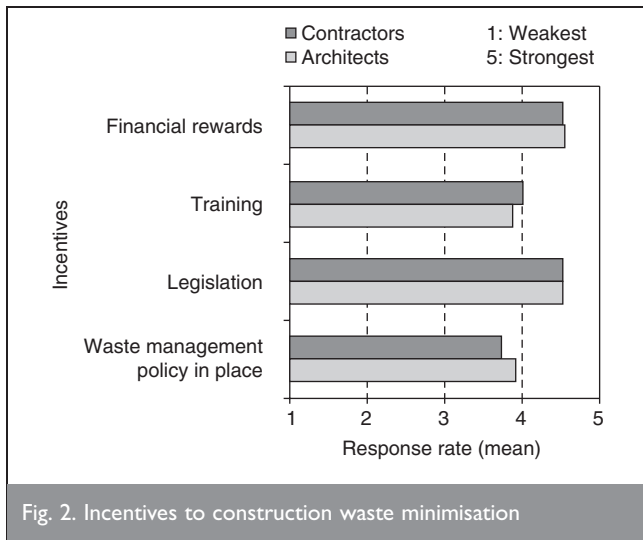 Contractors 1: Weakest
Architects 5: Strongest
Financial rewards
Training
Legislation
Waste management
policy in place
Incentives
1 2 3 4 5
Response rate (mean)
Fig. 2. Incentives to construction waste minimisation